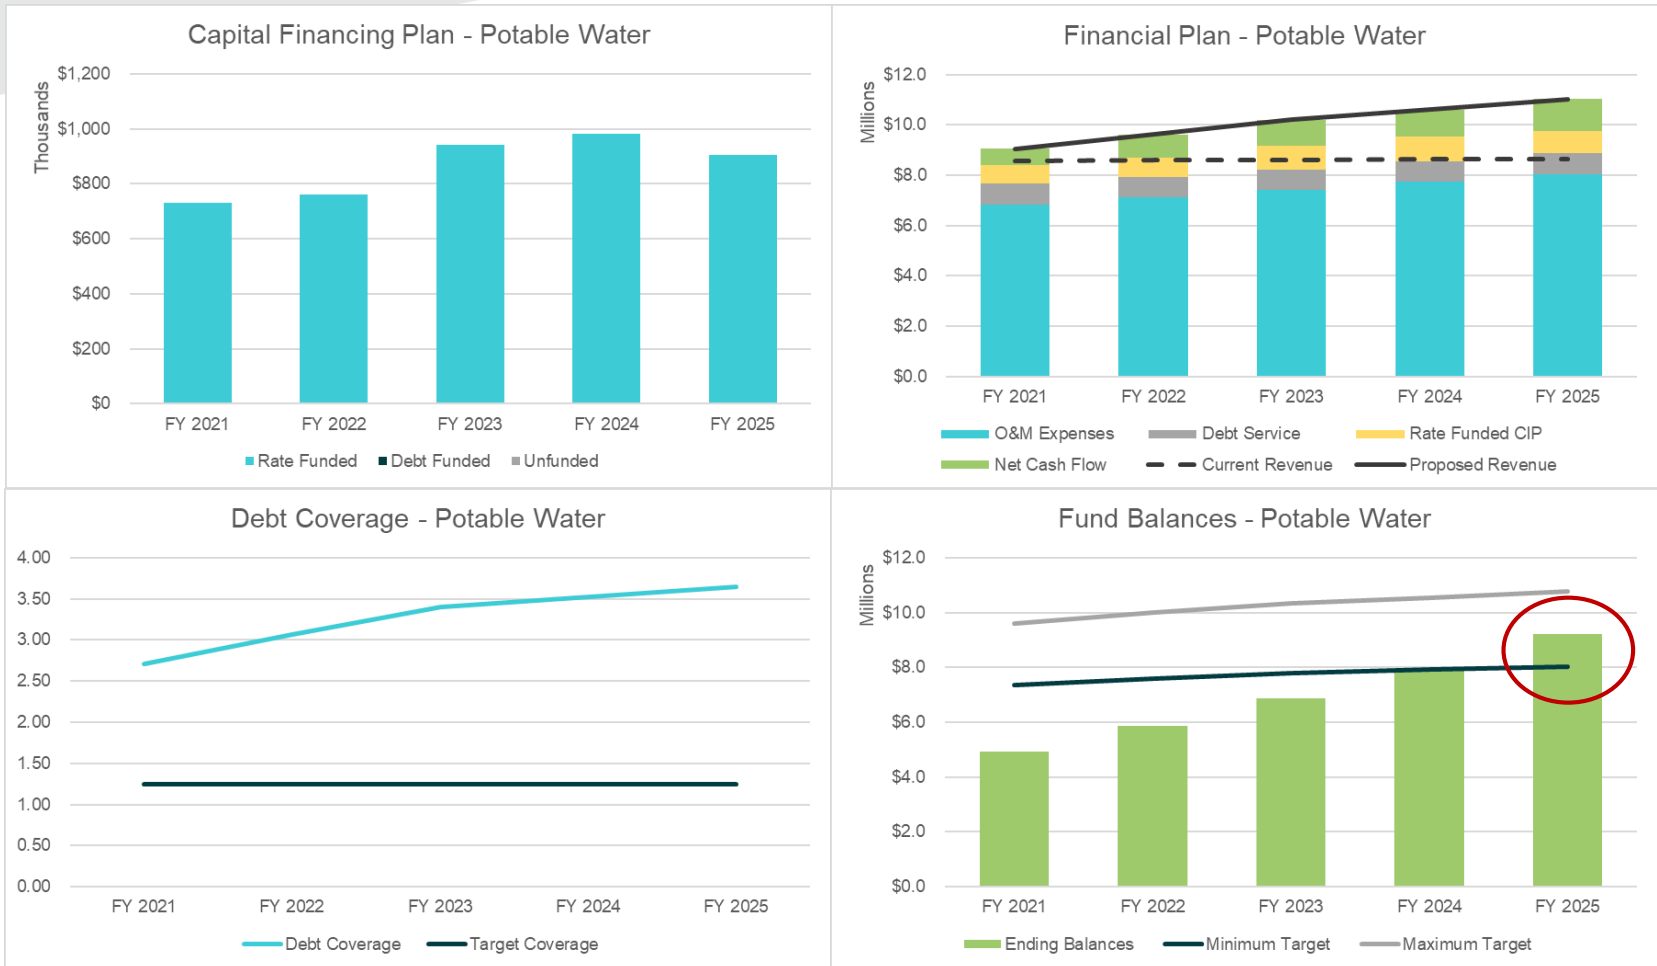 Capital Financing Plan - Potable Water
Thousands
$1,200
$1,000
$800
$600
$400
$200
$0
FY 2021 FY 2022 FY 2023 FY 2024 FY 2025
Rate Funded Debt Funded Unfunded
Financial Plan - Potable Water
Millions
$12.0
$10.0
$8.0
$6.0
$4.0
$2.0
$0.0
FY 2021 FY 2022 FY 2023 FY 2024 FY 2025
O&M Expenses Debt Service Rate Funded CIP
Net Cash Flow Current Revenue Proposed Revenue
Debt Coverage - Potable Water
4.00
3.50
3.00
2.50
2.00
1.50
1.00
0.50
0.00
FY 2021 FY 2022 FY 2023 FY 2024 FY 2025
Debt Coverage Target Coverage
Fund Balances - Potable Water
Millions
$12.0
$10.0
$8.0
$6.0
$4.0
$2.0
$0.0
FY 2021 FY 2022 FY 2023 FY 2024 FY 2025
Ending Balances Minimum Target Maximum Target